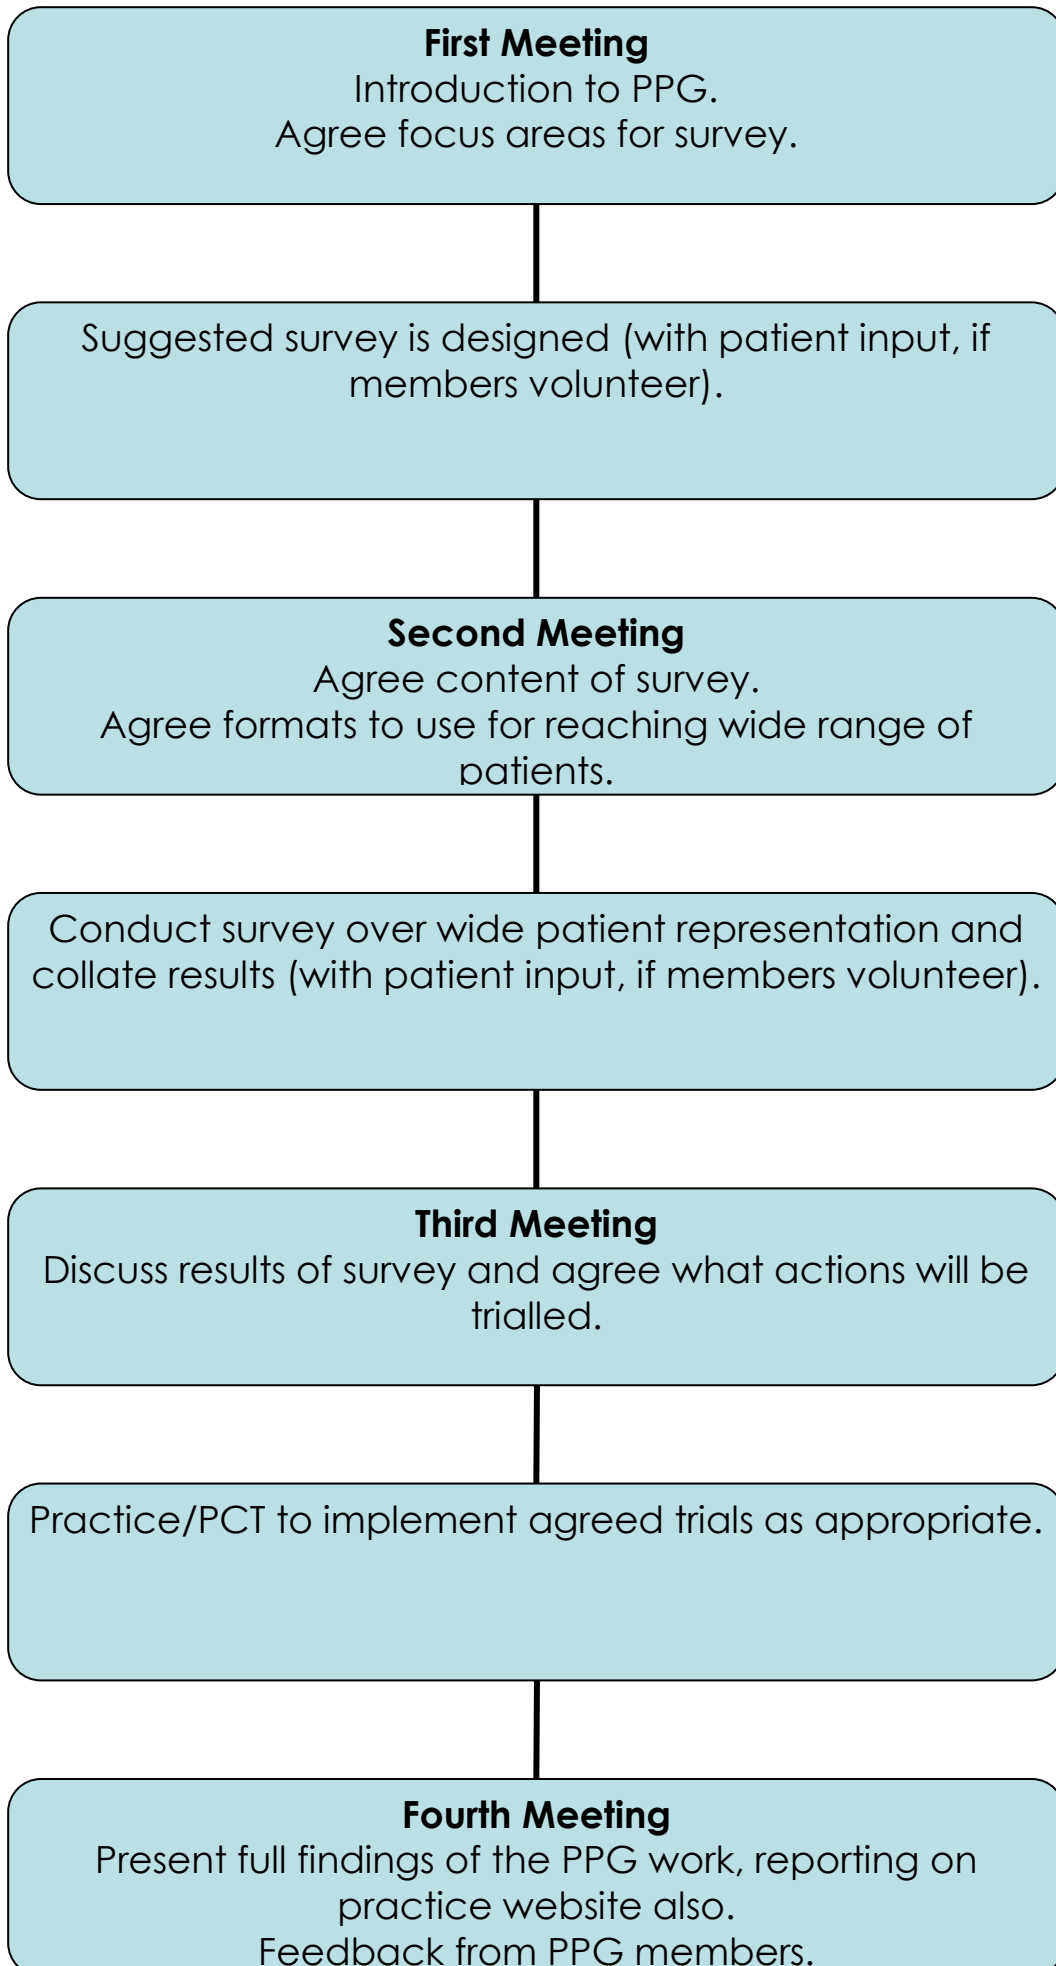 First Meeting
Introduction to PPG.
Agree focus areas for survey.
Suggested survey is designed (with patient input, if
members volunteer).
Second Meeting
Agree content of survey.
Agree formats to use for reaching wide range of
patients.
Conduct survey over wide patient representation and
collate results (with patient input, if members volunteer).
Third Meeting
Discuss results of survey and agree what actions will be
trialled.
Practice/PCT to implement agreed trials as appropriate.
Fourth Meeting
Present full findings of the PPG work, reporting on
practice website also.
Feedback from PPG members.